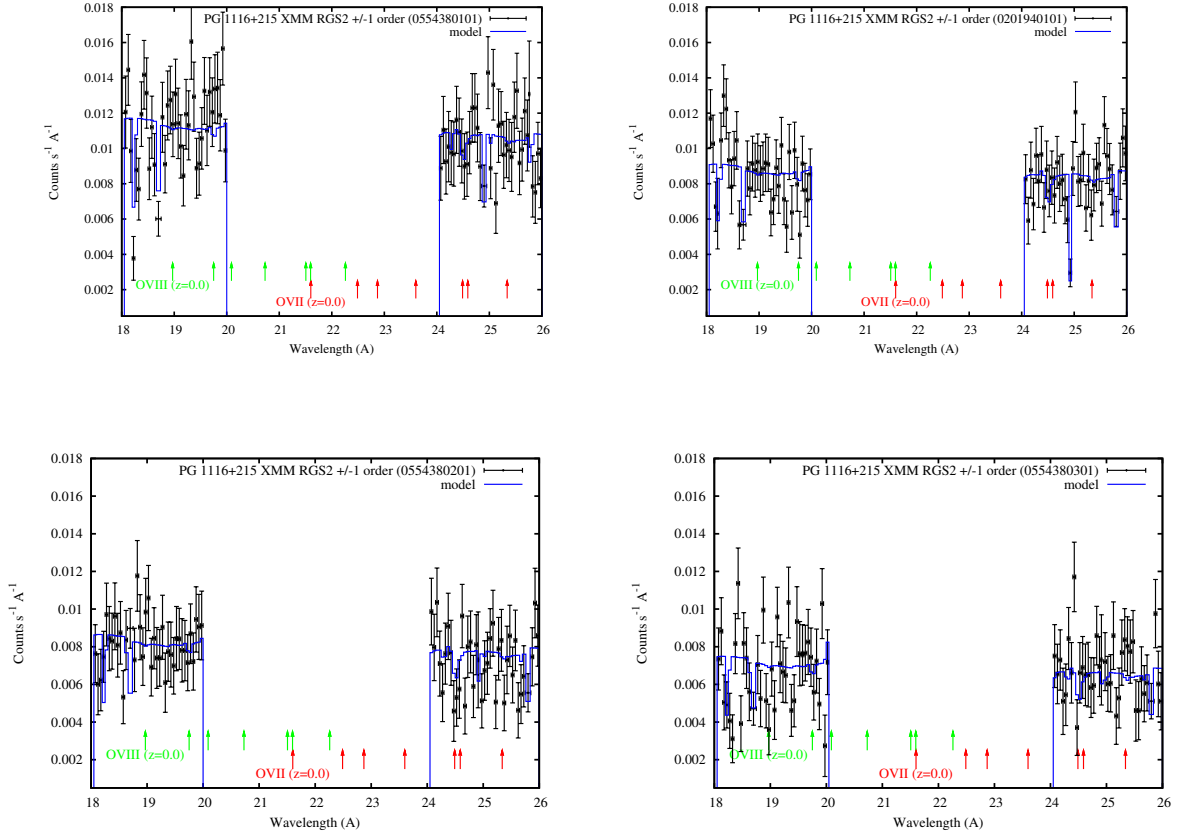 PG 1116+215 XMM RGS2 +/-1 order (0554380101)
model
0.018
0.016
0.014
0.012
0.010
0.008
0.006
0.004
0.002
Counts s⁻¹ A⁻¹
OVIII (z=0.0)
OVII (z=0.0)
18 19 20 21 22 23 24 25 26
Wavelength (A)
PG 1116+215 XMM RGS2 +/-1 order (0201940101)
model
0.018
0.016
0.014
0.012
0.010
0.008
0.006
0.004
0.002
Counts s⁻¹ A⁻¹
OVIII (z=0.0)
OVII (z=0.0)
18 19 20 21 22 23 24 25 26
Wavelength (A)
PG 1116+215 XMM RGS2 +/-1 order (0554380201)
model
0.018
0.016
0.014
0.012
0.010
0.008
0.006
0.004
0.002
Counts s⁻¹ A⁻¹
OVIII (z=0.0)
OVII (z=0.0)
18 19 20 21 22 23 24 25 26
Wavelength (A)
PG 1116+215 XMM RGS2 +/-1 order (0554380301)
model
0.018
0.016
0.014
0.012
0.010
0.008
0.006
0.004
0.002
Counts s⁻¹ A⁻¹
OVIII (z=0.0)
OVII (z=0.0)
18 19 20 21 22 23 24 25 26
Wavelength (A)